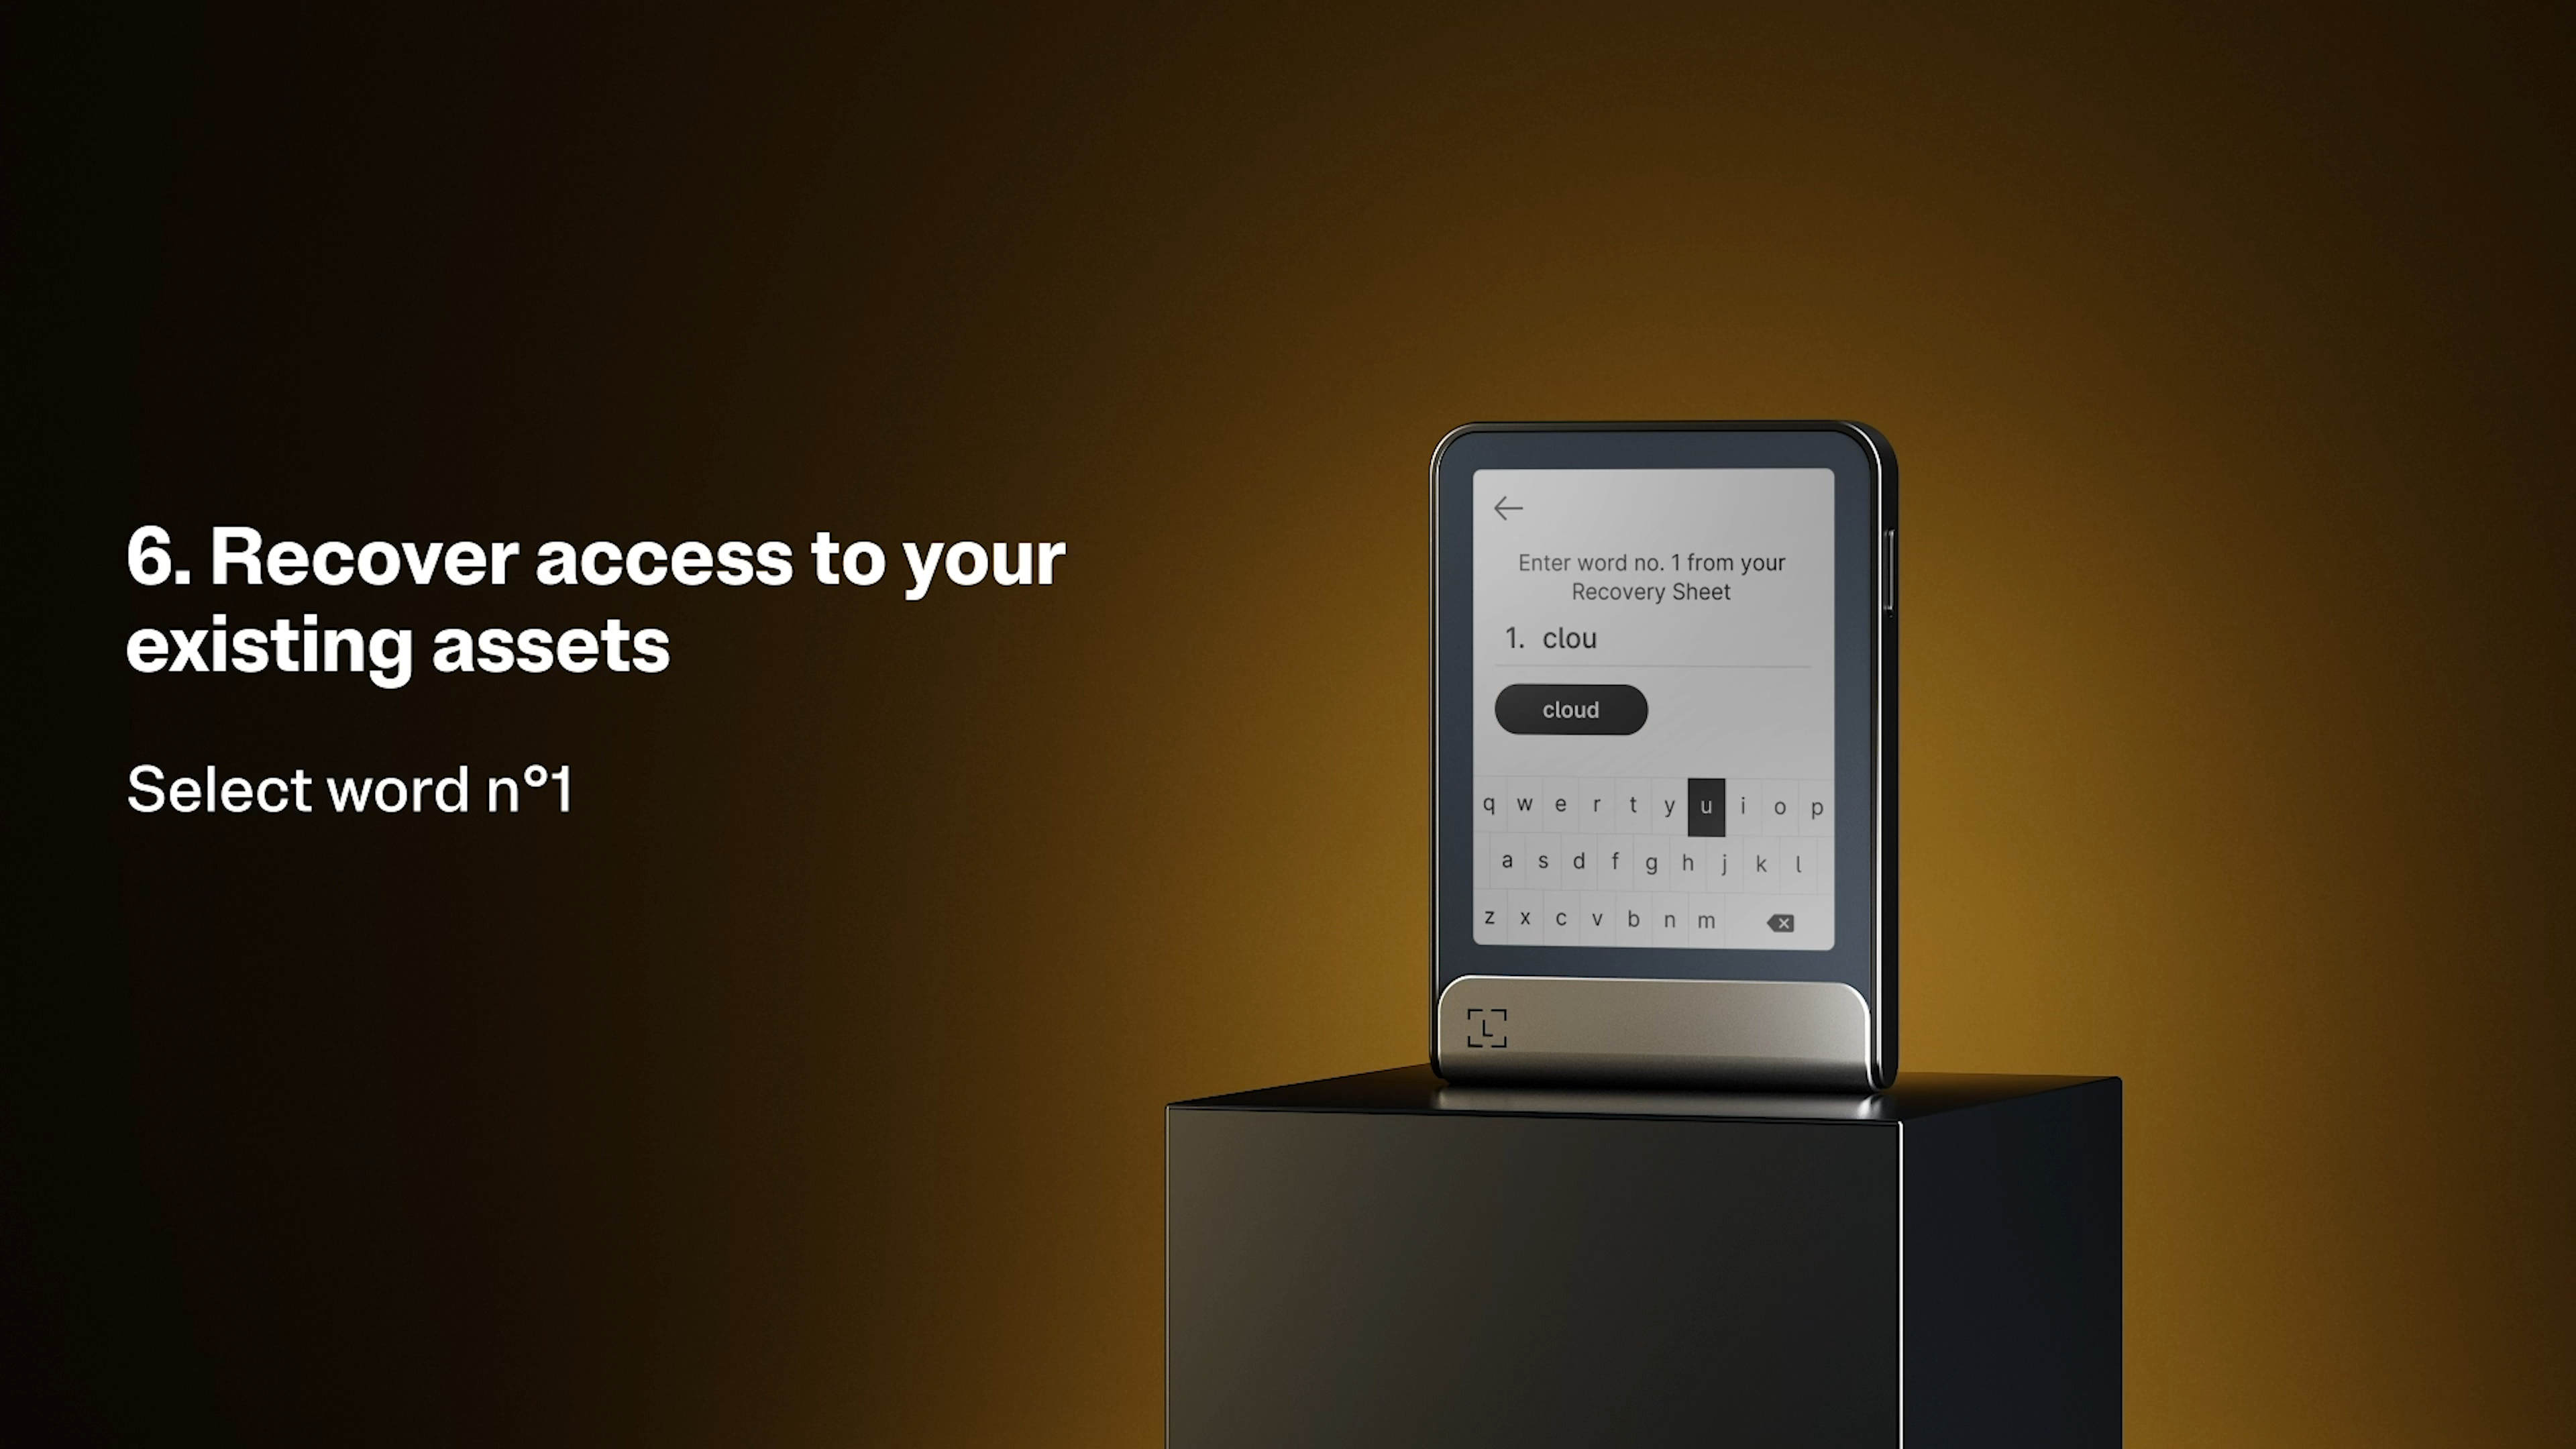 6. Recover access to your
existing assets
Select word n°1
Enter word no. 1 from your
Recovery Sheet
1. clou
cloud
q w e r t y u i o p
a s d f g h j k l
z x c v b n m
L